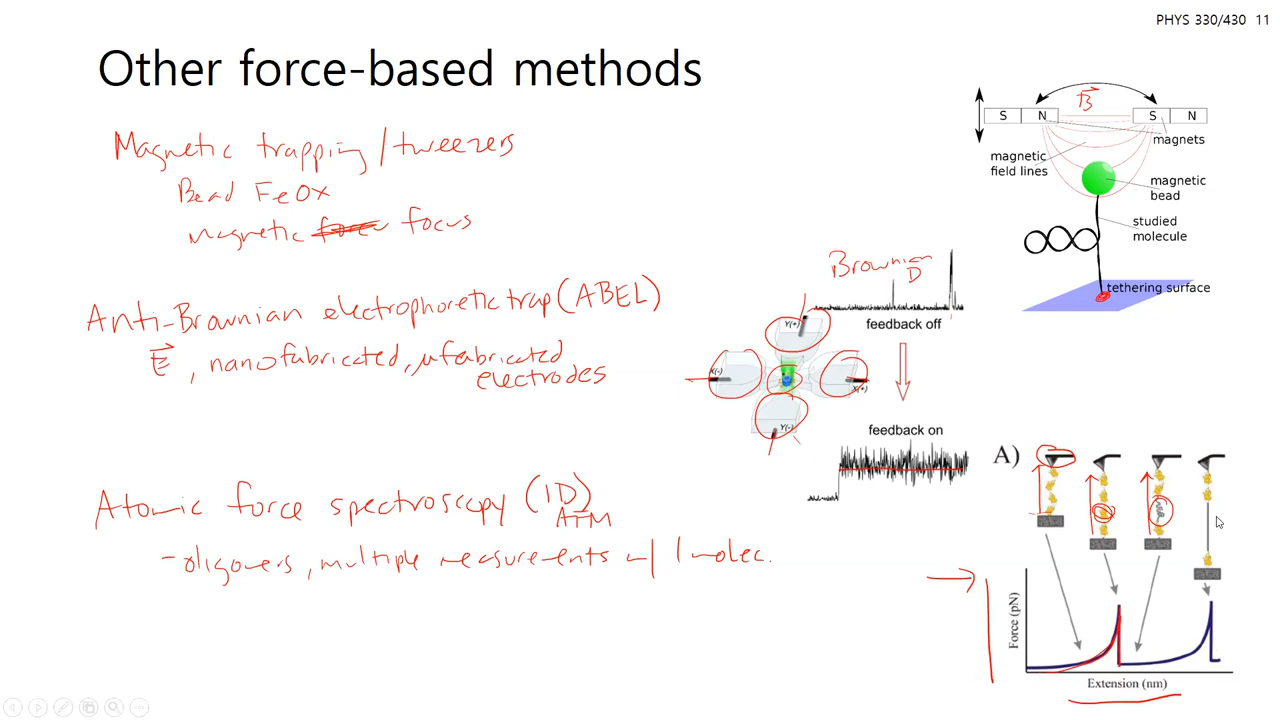 PHYS 330/430 11
Other force-based methods
Magnetic trapping/tweezers
Bead FeOx
magnetic focus
Anti-Brownian electrophoretic trap (ABEL)
E, nanofabricated, μfabricated
electrodes
Atomic force spectroscopy (1D)
AFM
-oligomers, multiple measurements w/ 1 molec.
B
S N S N
magnets
magnetic
field lines
magnetic
bead
studied
molecule
tethering surface
Brownian
D
feedback off
Y(+)
X(-)
X(+)
Y(-)
feedback on
A)
Force (pN)
Extension (nm)